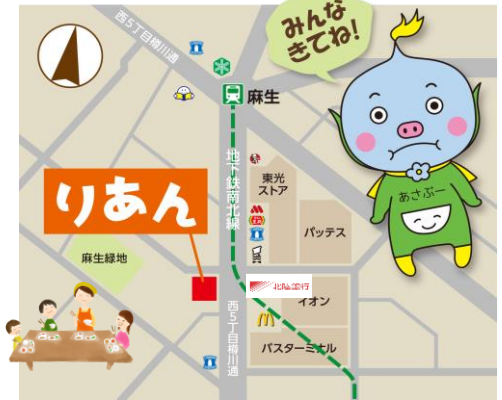 みんな
きてね!
西5丁目樽川通
麻生
地下鉄南北線
東光
ストア
あさぶー
りあん
パッテス
麻生緑地
北陸銀行
イオン
西5丁目樽川通
バスターミナル